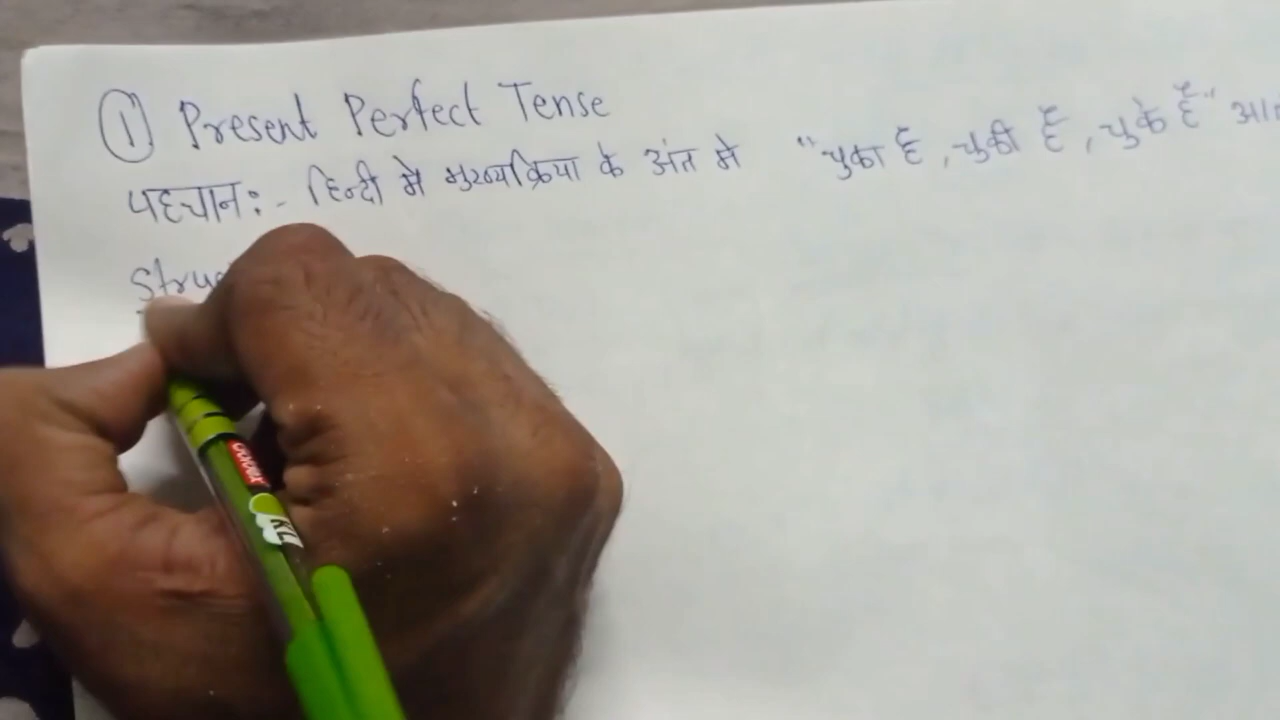 ① Present Perfect Tense
पहचान:- हिन्दी मे मुख्यक्रिया के अंत मे "चुका है, चुकी है, चुके हैं"